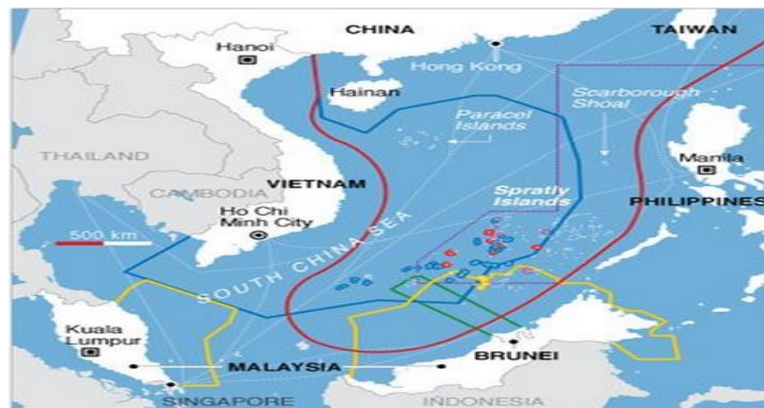 CHINA
TAIWAN
Hanoi
Hong Kong
Hainan
Scarborough
Shoal
Paracel
Islands
THAILAND
Manila
VIETNAM
CAMBODIA
Spratly
Islands
PHILIPPINES
Ho Chi
Minh City
500 km
SOUTH CHINA SEA
Kuala
Lumpur
BRUNEI
MALAYSIA
SINGAPORE
INDONESIA